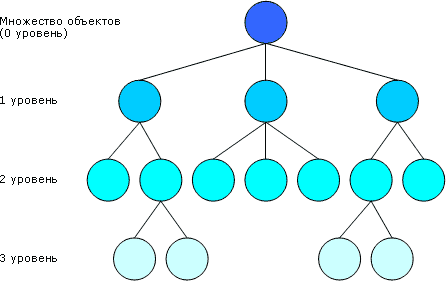 Множество объектов
(0 уровень)
1 уровень
2 уровень
3 уровень